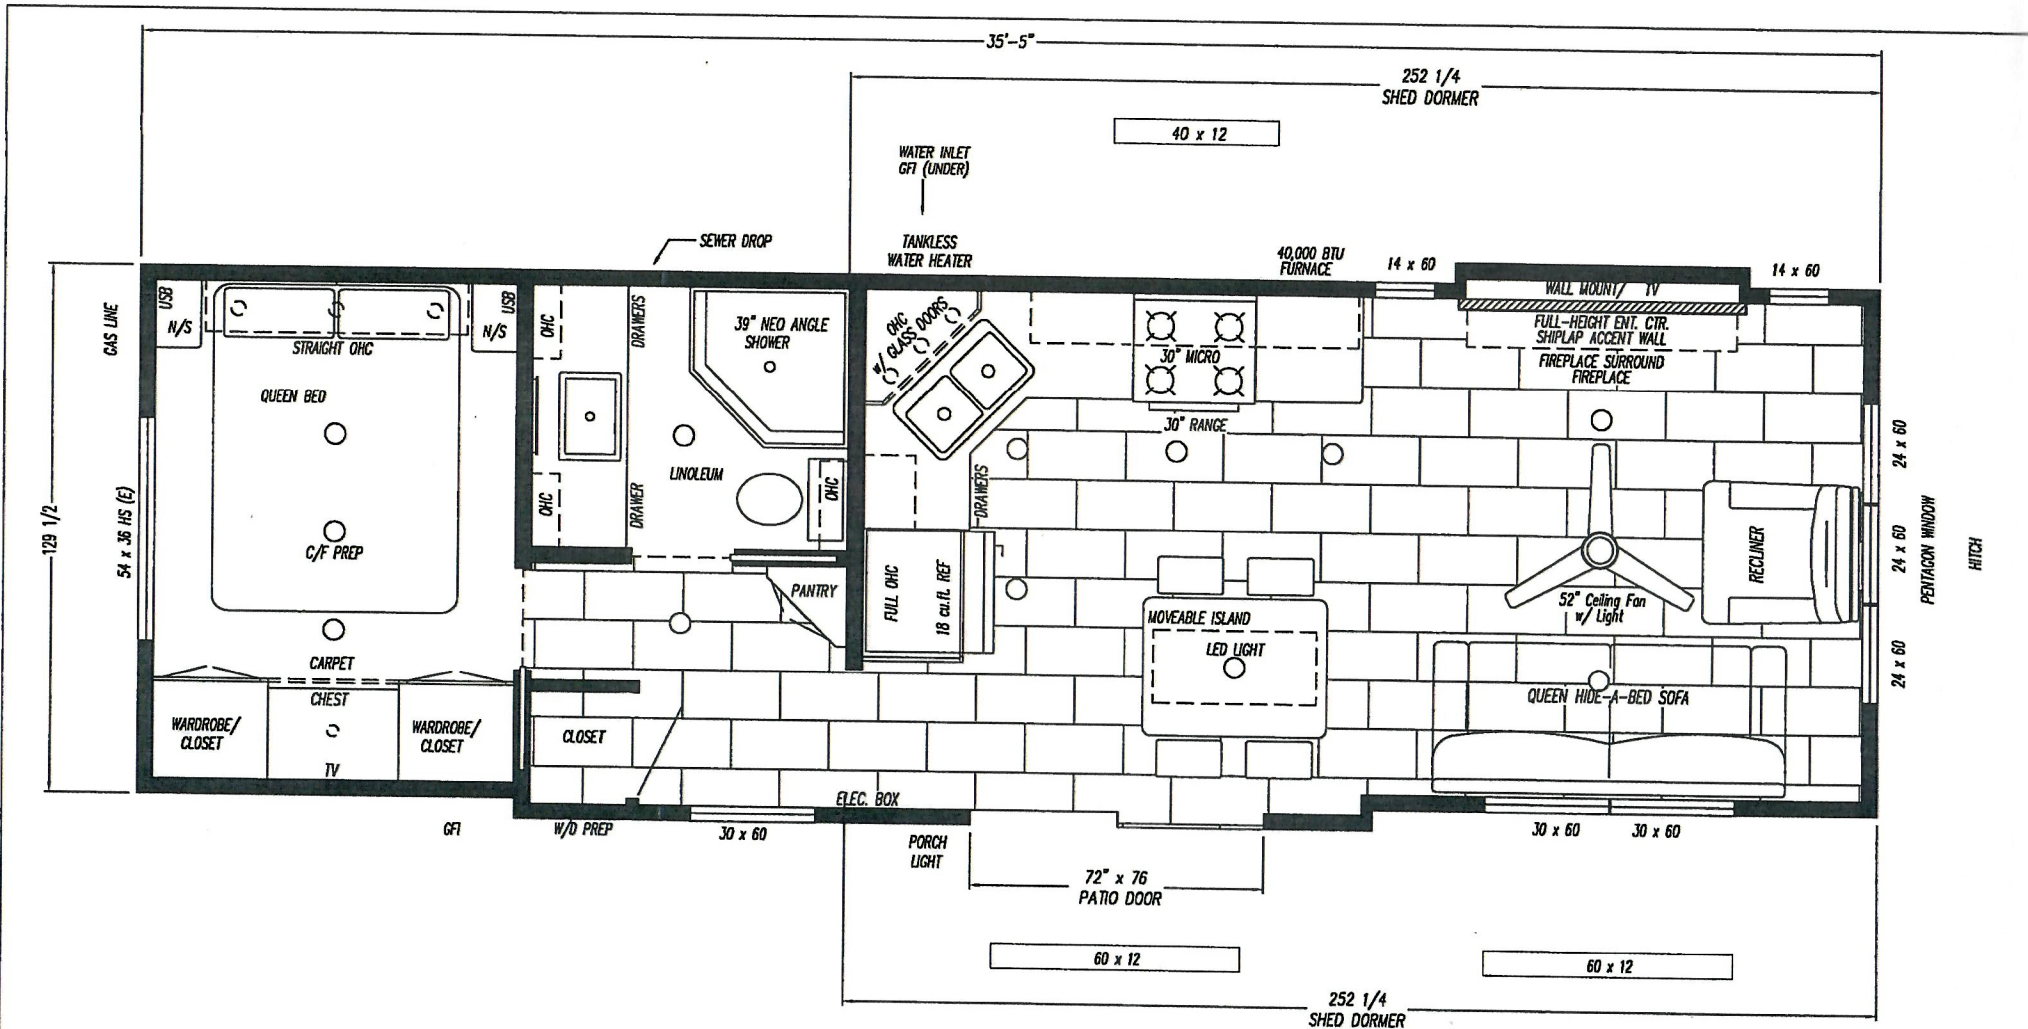 35'-5"
252 1/4
SHED DORMER
40 x 12
WATER INLET
GFI (UNDER)
SEWER DROP
TANKLESS
WATER HEATER
40,000 BTU
FURNACE
14 x 60
14 x 60
GAS LINE
USB
N/S
USB
N/S
STRAIGHT OHC
QUEEN BED
C/F PREP
CARPET
129 1/2
54 x 36 HS (E)
WARDROBE/
CLOSET
CHEST
TV
WARDROBE/
CLOSET
OHC
DRAWERS
39" NEO ANGLE
SHOWER
LINOLEUM
OHC
DRAWER
OHC
PANTRY
CLOSET
OHC
W/ GLASS DOORS
30" MICRO
30" RANGE
DRAWERS
FULL OHC
18 cu.ft. REF
MOVEABLE ISLAND
LED LIGHT
WALL MOUNT/ TV
FULL-HEIGHT ENT. CTR.
SHIPLAP ACCENT WALL
FIREPLACE SURROUND
FIREPLACE
RECLINER
52" Ceiling Fan
w/ Light
QUEEN HIDE-A-BED SOFA
24 x 60
24 x 60
24 x 60
PENTAGON WINDOW
HITCH
ELEC. BOX
GFI
W/D PREP
30 x 60
PORCH
LIGHT
30 x 60
30 x 60
72" x 76
PATIO DOOR
60 x 12
60 x 12
252 1/4
SHED DORMER